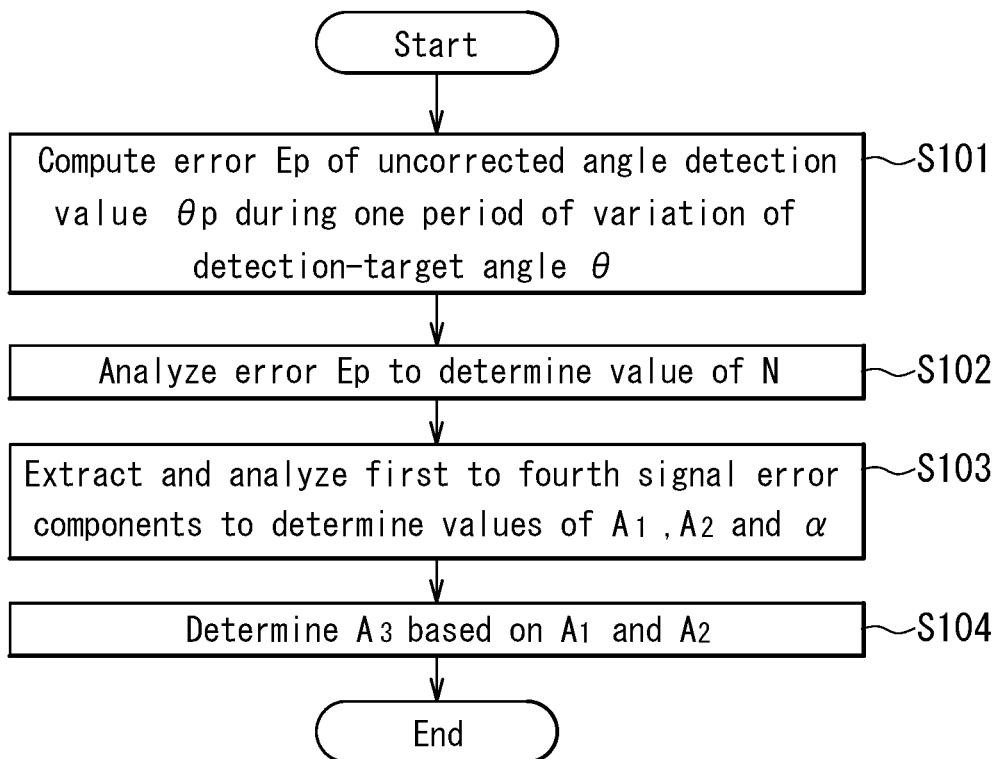 Start
Compute error Ep of uncorrected angle detection
value θp during one period of variation of
detection-target angle θ
S101
Analyze error Ep to determine value of N
S102
Extract and analyze first to fourth signal error
components to determine values of A1 ,A2 and α
S103
Determine A3 based on A1 and A2
S104
End